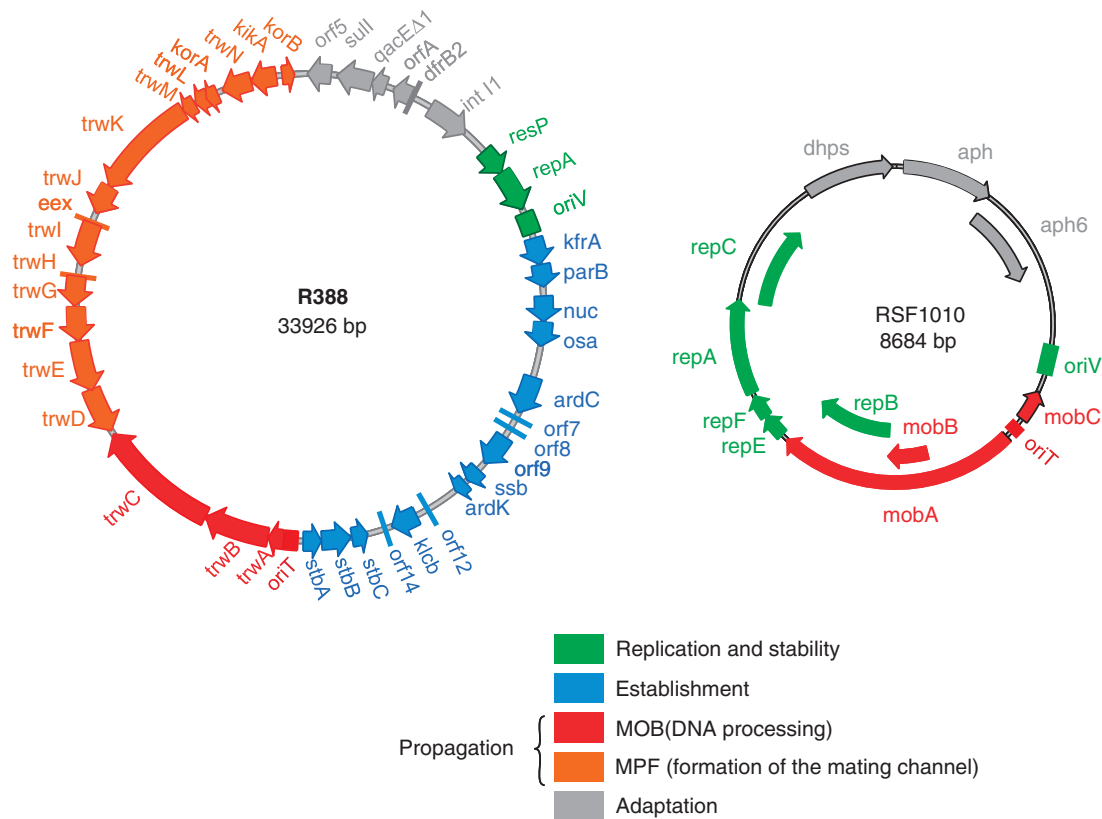 orf5
sulI
qacEΔ1
orfA
dfrB2
int I1
resP
repA
oriV
kfrA
parB
nuc
osa
ardC
orf7
orf8
orf9
ssb
ardK
orf12
klcb
orf14
stbC
stbB
stbA
oriT
trwA
trwB
trwC
trwD
trwE
trwF
trwG
trwH
trwI
eex
trwJ
trwK
trwM
trwL
korA
trwN
kikA
korB
R388
33926 bp
dhps
aph
aph6
oriV
mobC
oriT
mobB
mobA
repB
repE
repF
repA
repC
RSF1010
8684 bp
Replication and stability
Establishment
Propagation
MOB(DNA processing)
MPF (formation of the mating channel)
Adaptation